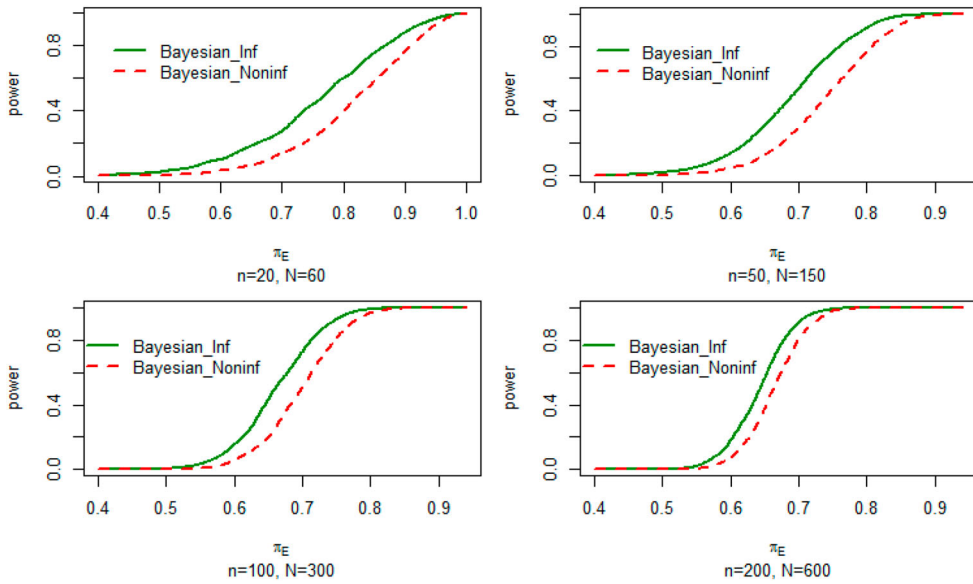 power
0.8
0.4
0.0
Bayesian_Inf
Bayesian_Noninf
0.4 0.5 0.6 0.7 0.8 0.9 1.0
πE
n=20, N=60
power
0.8
0.4
0.0
Bayesian_Inf
Bayesian_Noninf
0.4 0.5 0.6 0.7 0.8 0.9
πE
n=50, N=150
power
0.8
0.4
0.0
Bayesian_Inf
Bayesian_Noninf
0.4 0.5 0.6 0.7 0.8 0.9
πE
n=100, N=300
power
0.8
0.4
0.0
Bayesian_Inf
Bayesian_Noninf
0.4 0.5 0.6 0.7 0.8 0.9
πE
n=200, N=600